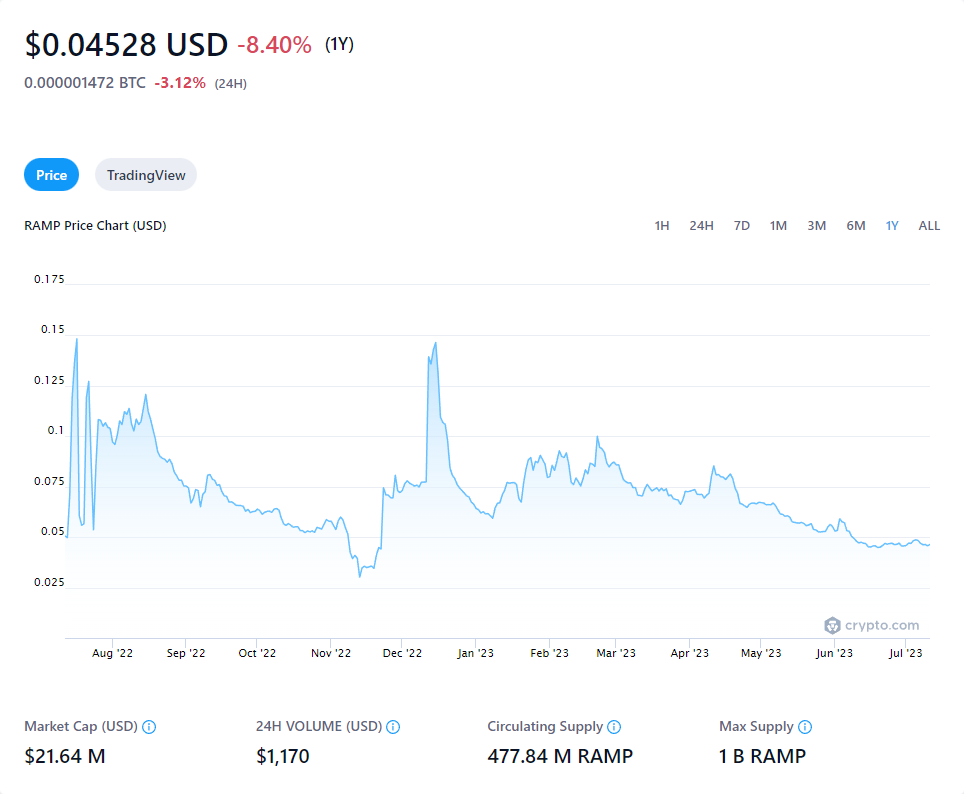 $0.04528 USD -8.40% (1Y)
0.000001472 BTC -3.12% (24H)
Price TradingView
RAMP Price Chart (USD) 1H 24H 7D 1M 3M 6M 1Y ALL
0.175
0.15
0.125
0.1
0.075
0.05
0.025
crypto.com
Aug '22 Sep '22 Oct '22 Nov '22 Dec '22 Jan '23 Feb '23 Mar '23 Apr '23 May '23 Jun '23 Jul '23
Market Cap (USD) 24H VOLUME (USD) Circulating Supply Max Supply
$21.64 M $1,170 477.84 M RAMP 1 B RAMP